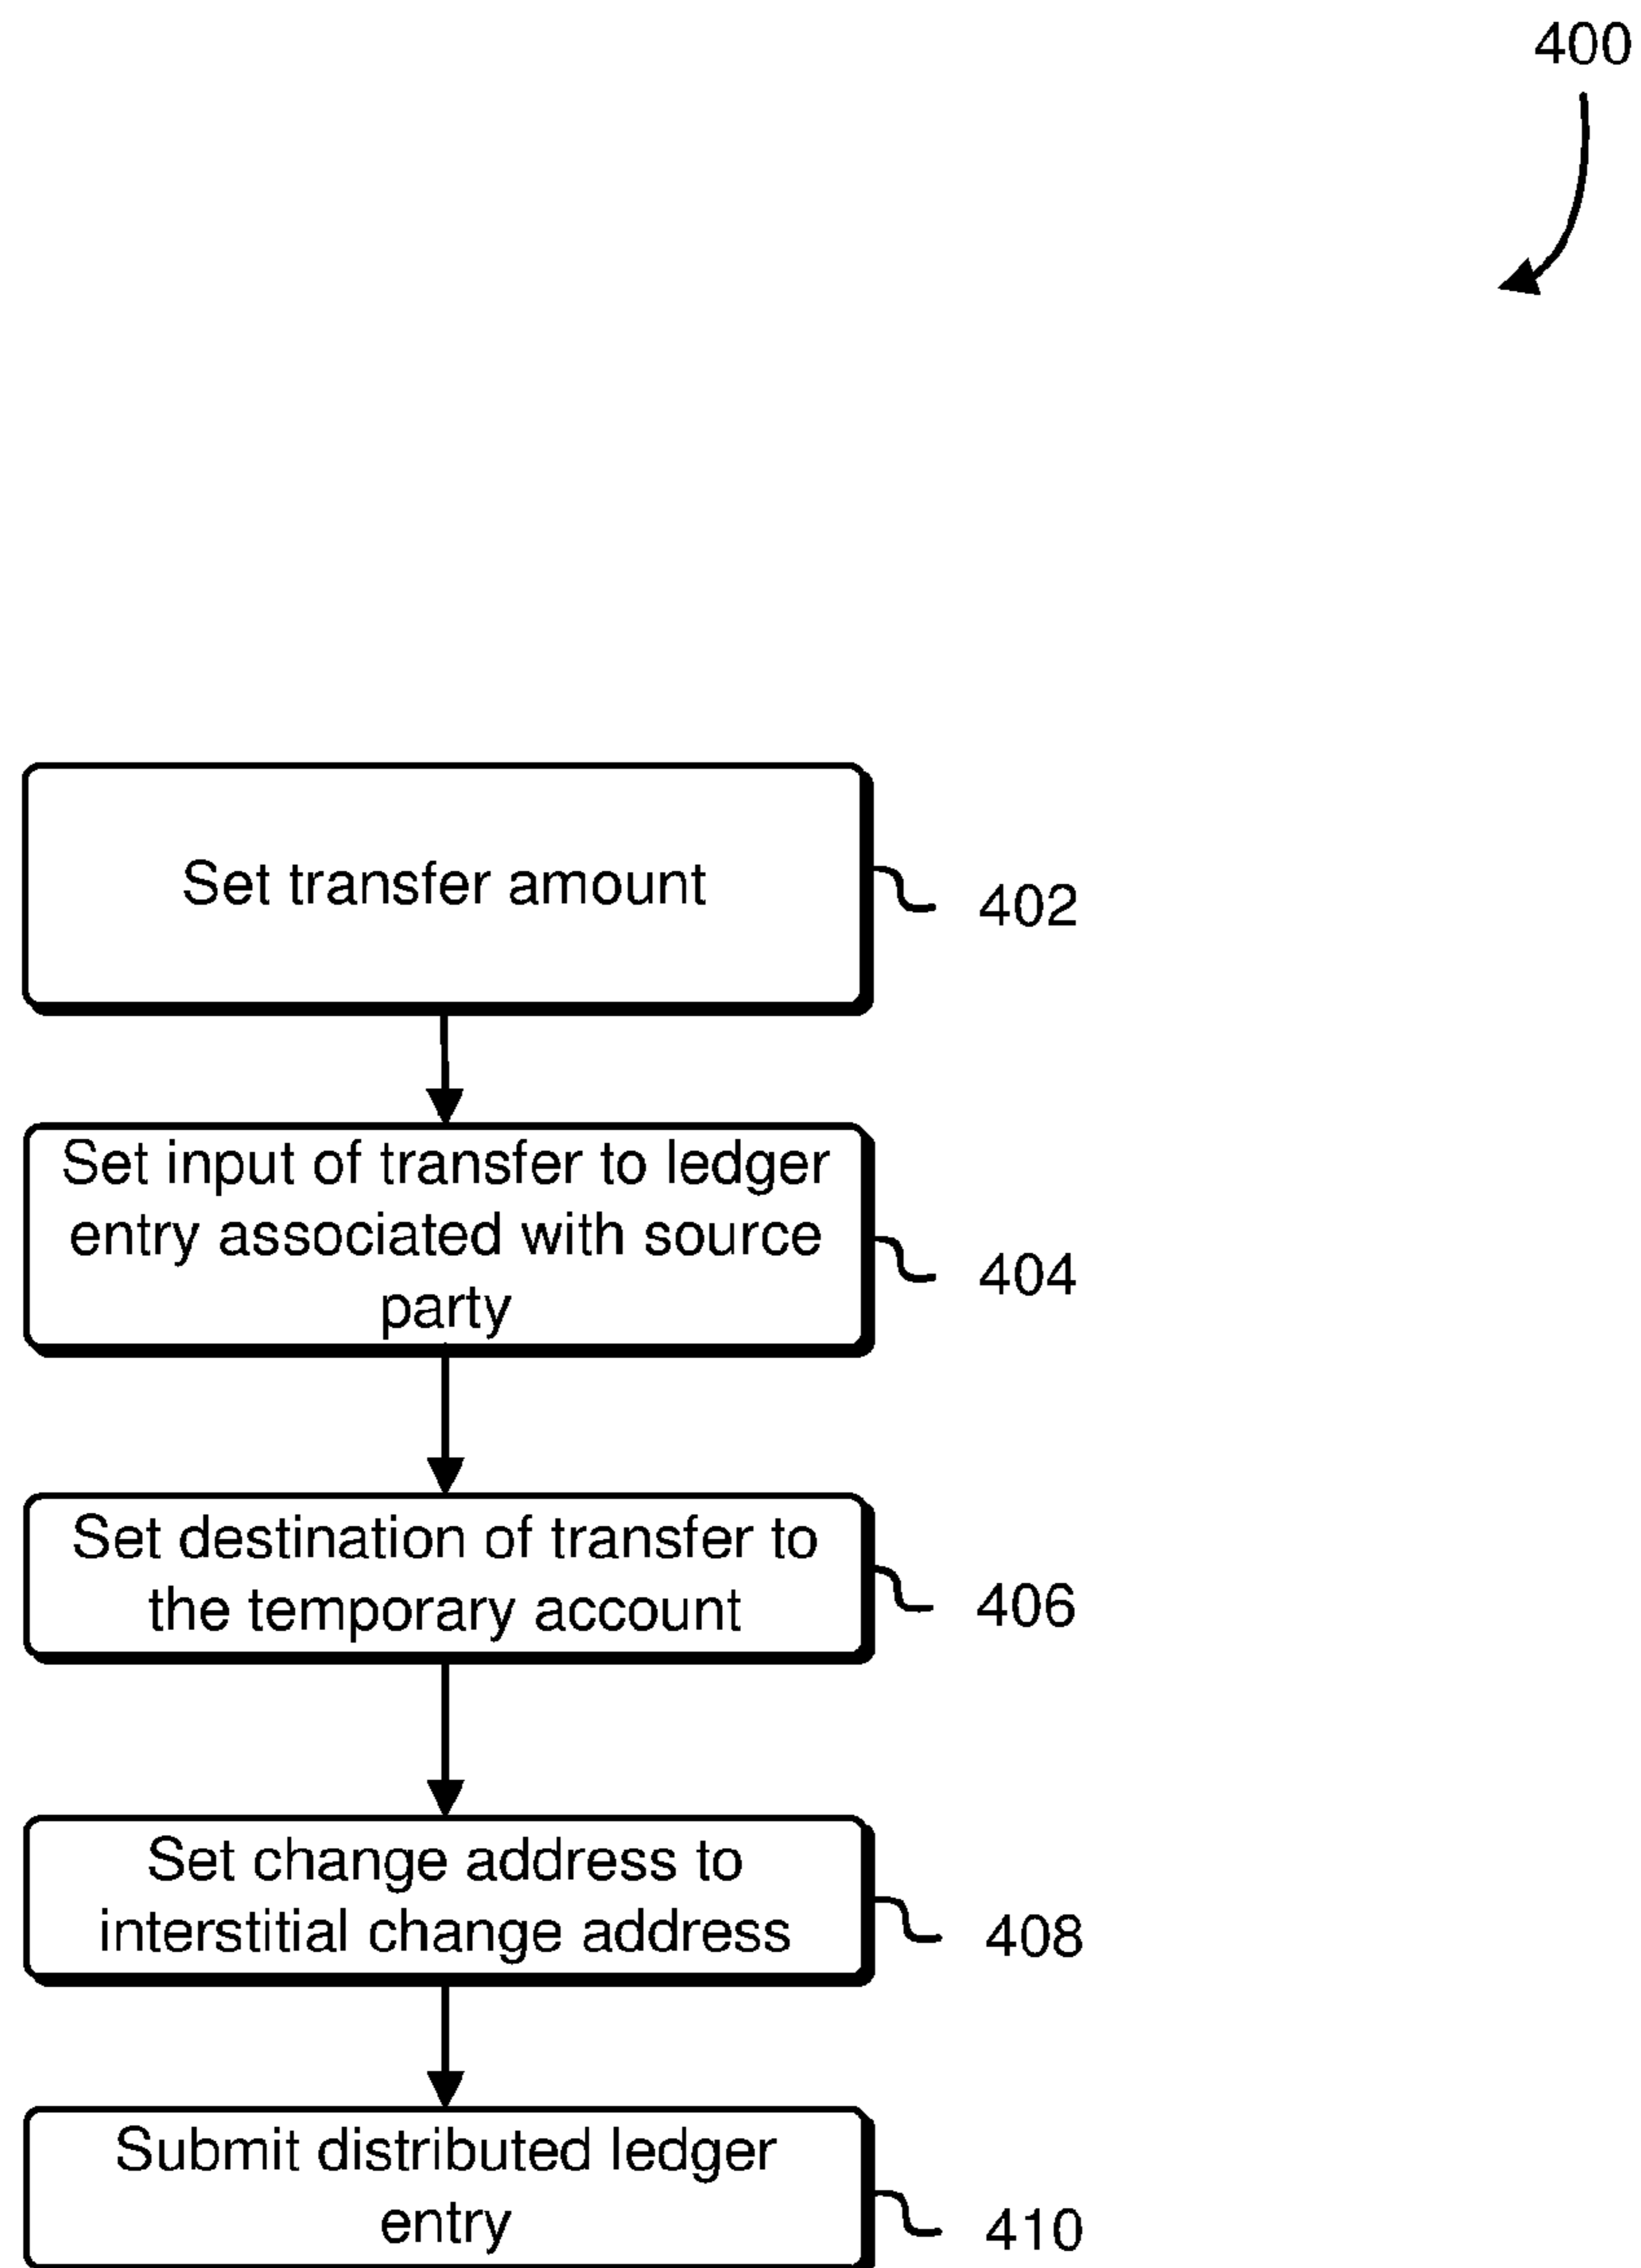 400
Set transfer amount
402
Set input of transfer to ledger
entry associated with source
party
404
Set destination of transfer to
the temporary account
406
Set change address to
interstitial change address
408
Submit distributed ledger
entry
410